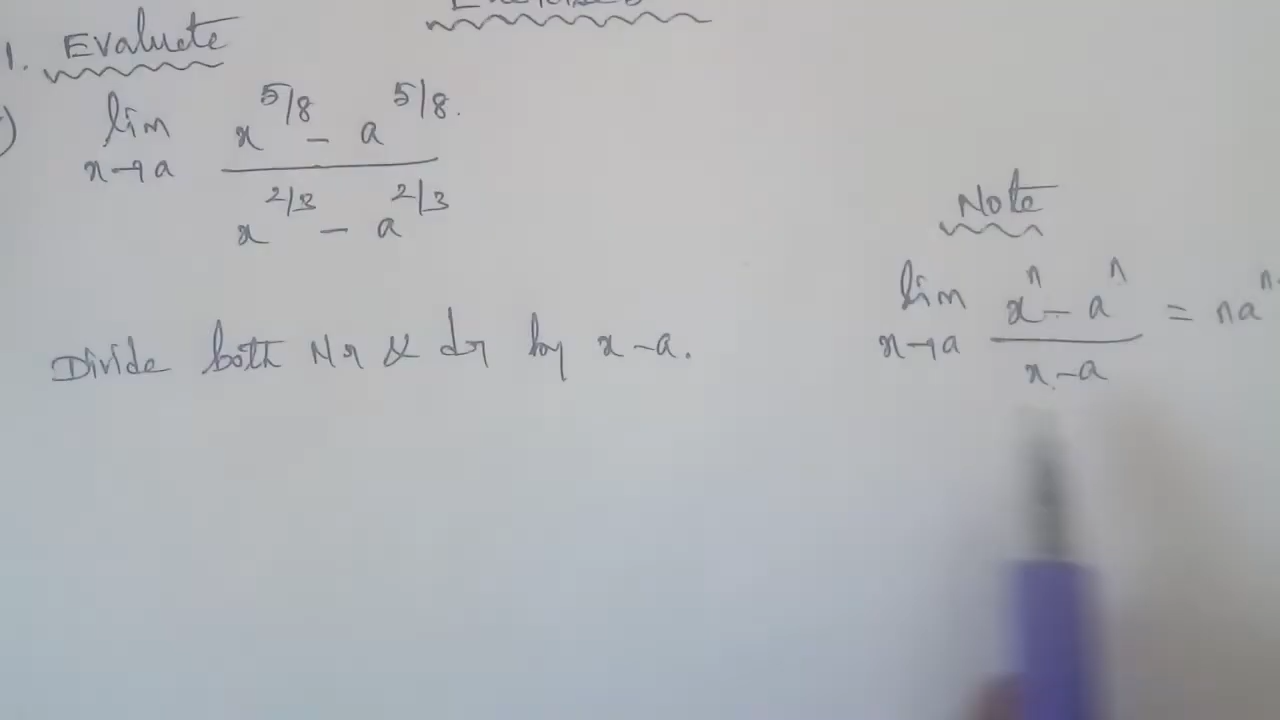 1. Evaluate
lim x→a (x^5/8 - a^5/8) / (x^2/3 - a^2/3)
Divide both Nr & dr by x-a.
Note
lim x→a (x^n - a^n) / (x-a) = na^n